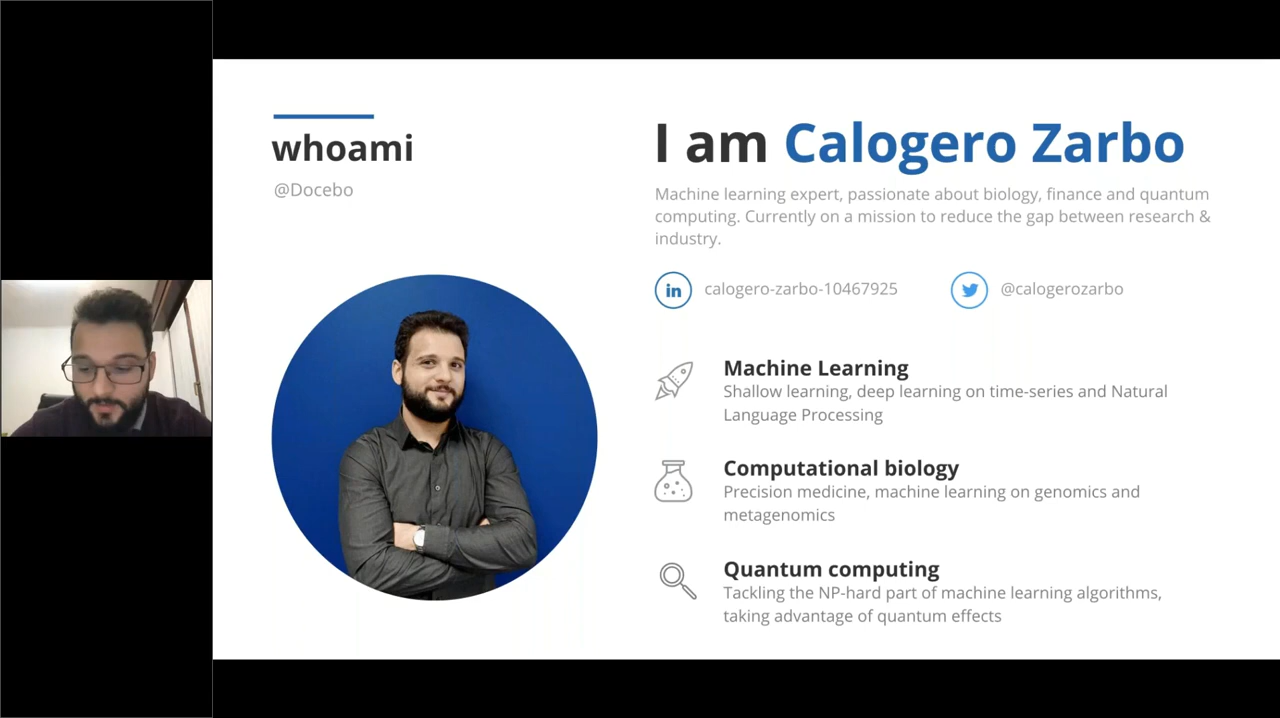 whoami
@Docebo
I am Calogero Zarbo
Machine learning expert, passionate about biology, finance and quantum
computing. Currently on a mission to reduce the gap between research &
industry.
in calogero-zarbo-10467925
@calogerozarbo
Machine Learning
Shallow learning, deep learning on time-series and Natural
Language Processing
Computational biology
Precision medicine, machine learning on genomics and
metagenomics
Quantum computing
Tackling the NP-hard part of machine learning algorithms,
taking advantage of quantum effects